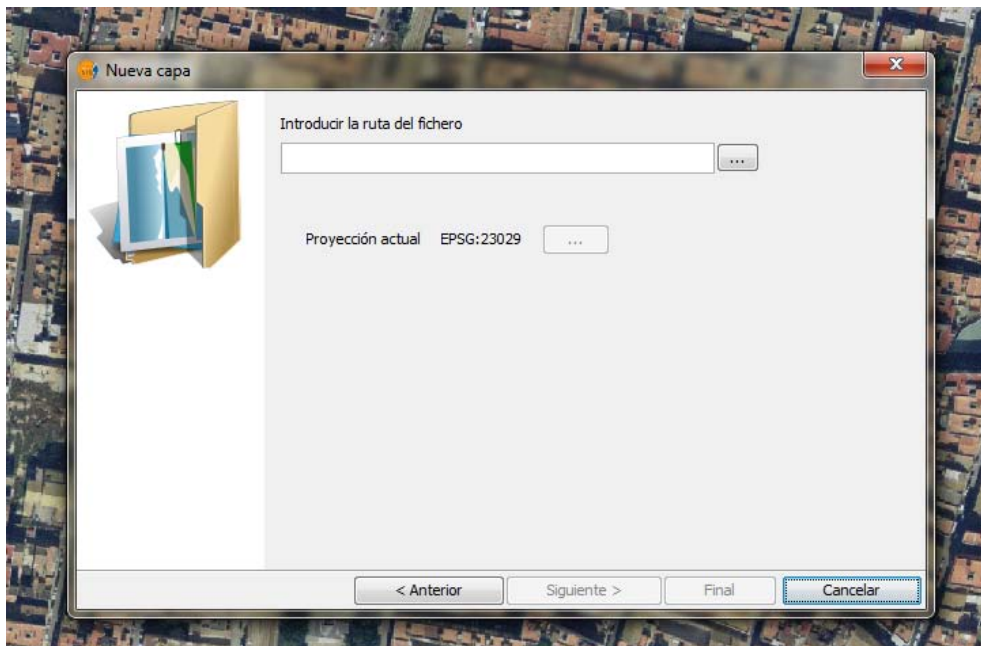 Nueva capa
Introducir la ruta del fichero
...
Proyección actual EPSG:23029 ...
< Anterior Siguiente > Final Cancelar